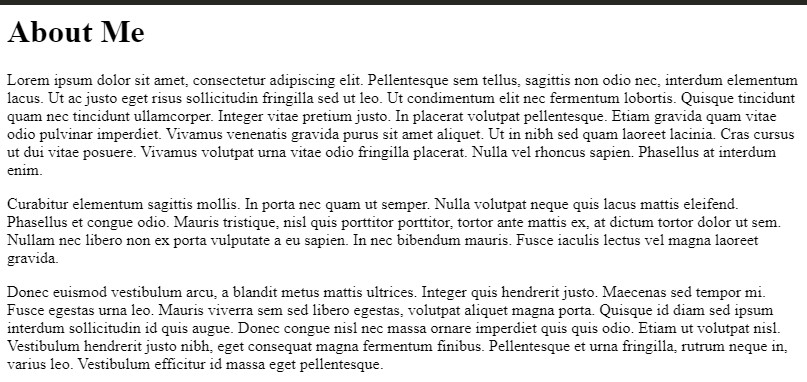 About Me
Lorem ipsum dolor sit amet, consectetur adipiscing elit. Pellentesque sem tellus, sagittis non odio nec, interdum elementum
lacus. Ut ac justo eget risus sollicitudin fringilla sed ut leo. Ut condimentum elit nec fermentum lobortis. Quisque tincidunt
quam nec tincidunt ullamcorper. Integer vitae pretium justo. In placerat volutpat pellentesque. Etiam gravida quam vitae
odio pulvinar imperdiet. Vivamus venenatis gravida purus sit amet aliquet. Ut in nibh sed quam laoreet lacinia. Cras cursus
ut dui vitae posuere. Vivamus volutpat urna vitae odio fringilla placerat. Nulla vel rhoncus sapien. Phasellus at interdum
enim.
Curabitur elementum sagittis mollis. In porta nec quam ut semper. Nulla volutpat neque quis lacus mattis eleifend.
Phasellus et congue odio. Mauris tristique, nisl quis porttitor porttitor, tortor ante mattis ex, at dictum tortor dolor ut sem.
Nullam nec libero non ex porta vulputate a eu sapien. In nec bibendum mauris. Fusce iaculis lectus vel magna laoreet
gravida.
Donec euismod vestibulum arcu, a blandit metus mattis ultrices. Integer quis hendrerit justo. Maecenas sed tempor mi.
Fusce egestas urna leo. Mauris viverra sem sed libero egestas, volutpat aliquet magna porta. Quisque id diam sed ipsum
interdum sollicitudin id quis augue. Donec congue nisl nec massa ornare imperdiet quis quis odio. Etiam ut volutpat nisl.
Vestibulum hendrerit justo nibh, eget consequat magna fermentum finibus. Pellentesque et urna fringilla, rutrum neque in,
varius leo. Vestibulum efficitur id massa eget pellentesque.